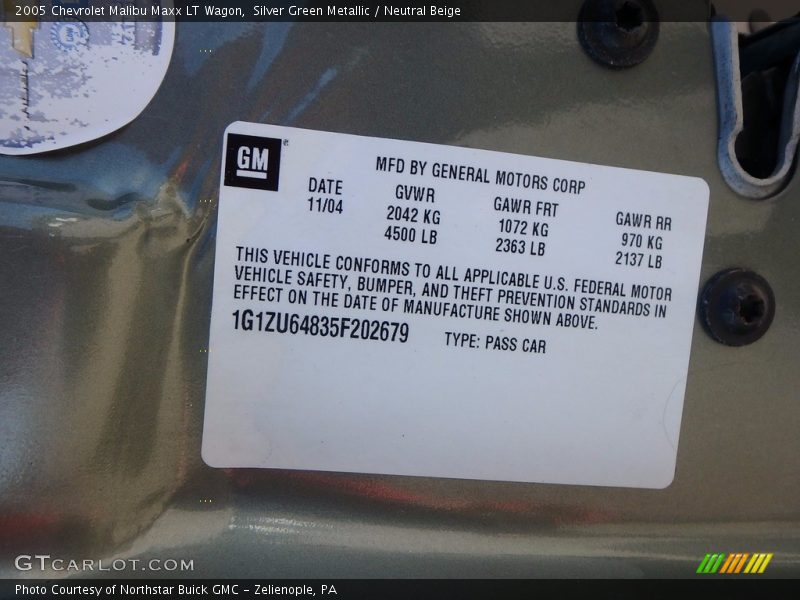 2005 Chevrolet Malibu Maxx LT Wagon,  Silver Green Metallic / Neutral Beige
GM
MFD BY GENERAL MOTORS CORP
DATE GVWR GAWR FRT GAWR RR
11/04 2042 KG 1072 KG 970 KG
4500 LB 2363 LB 2137 LB
THIS VEHICLE CONFORMS TO ALL APPLICABLE U.S. FEDERAL MOTOR
VEHICLE SAFETY, BUMPER, AND THEFT PREVENTION STANDARDS IN
EFFECT ON THE DATE OF MANUFACTURE SHOWN ABOVE.
1G1ZU64835F202679 TYPE: PASS CAR
GTCARLOT.COM
Photo Courtesy of Northstar Buick GMC - Zelienople, PA